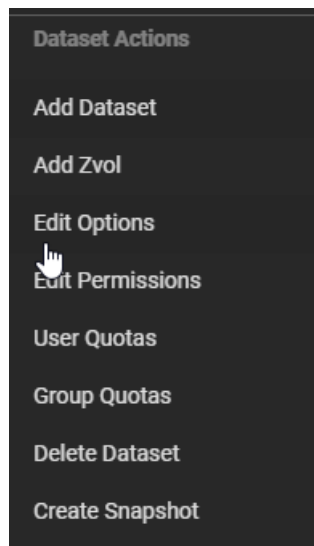 Dataset Actions
Add Dataset
Add Zvol
Edit Options
Edit Permissions
User Quotas
Group Quotas
Delete Dataset
Create Snapshot